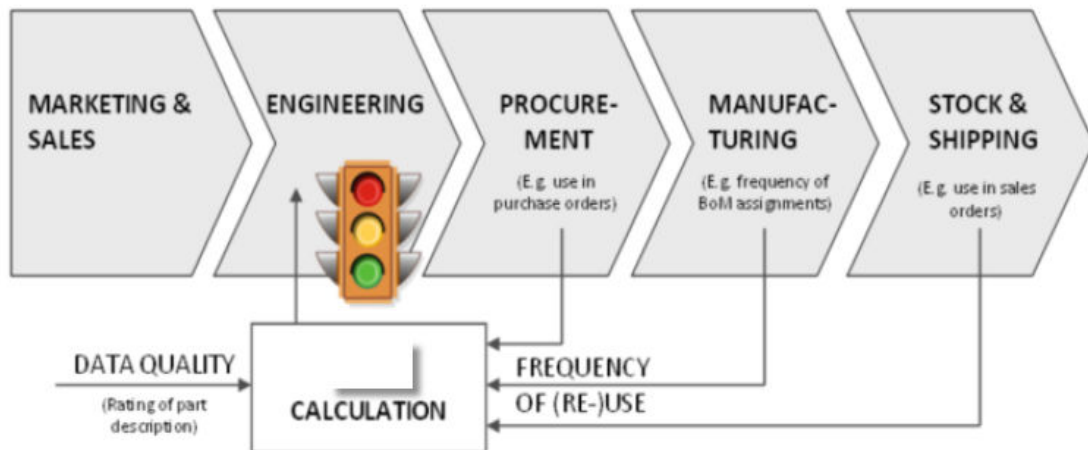 MARKETING &
SALES
ENGINEERING
PROCURE-
MENT
(E.g. use in
purchase orders)
MANUFAC-
TURING
(E.g. frequency of
BoM assignments)
STOCK &
SHIPPING
(E.g. use in sales
orders)
DATA QUALITY
(Rating of part
description)
CALCULATION
FREQUENCY
OF (RE-)USE